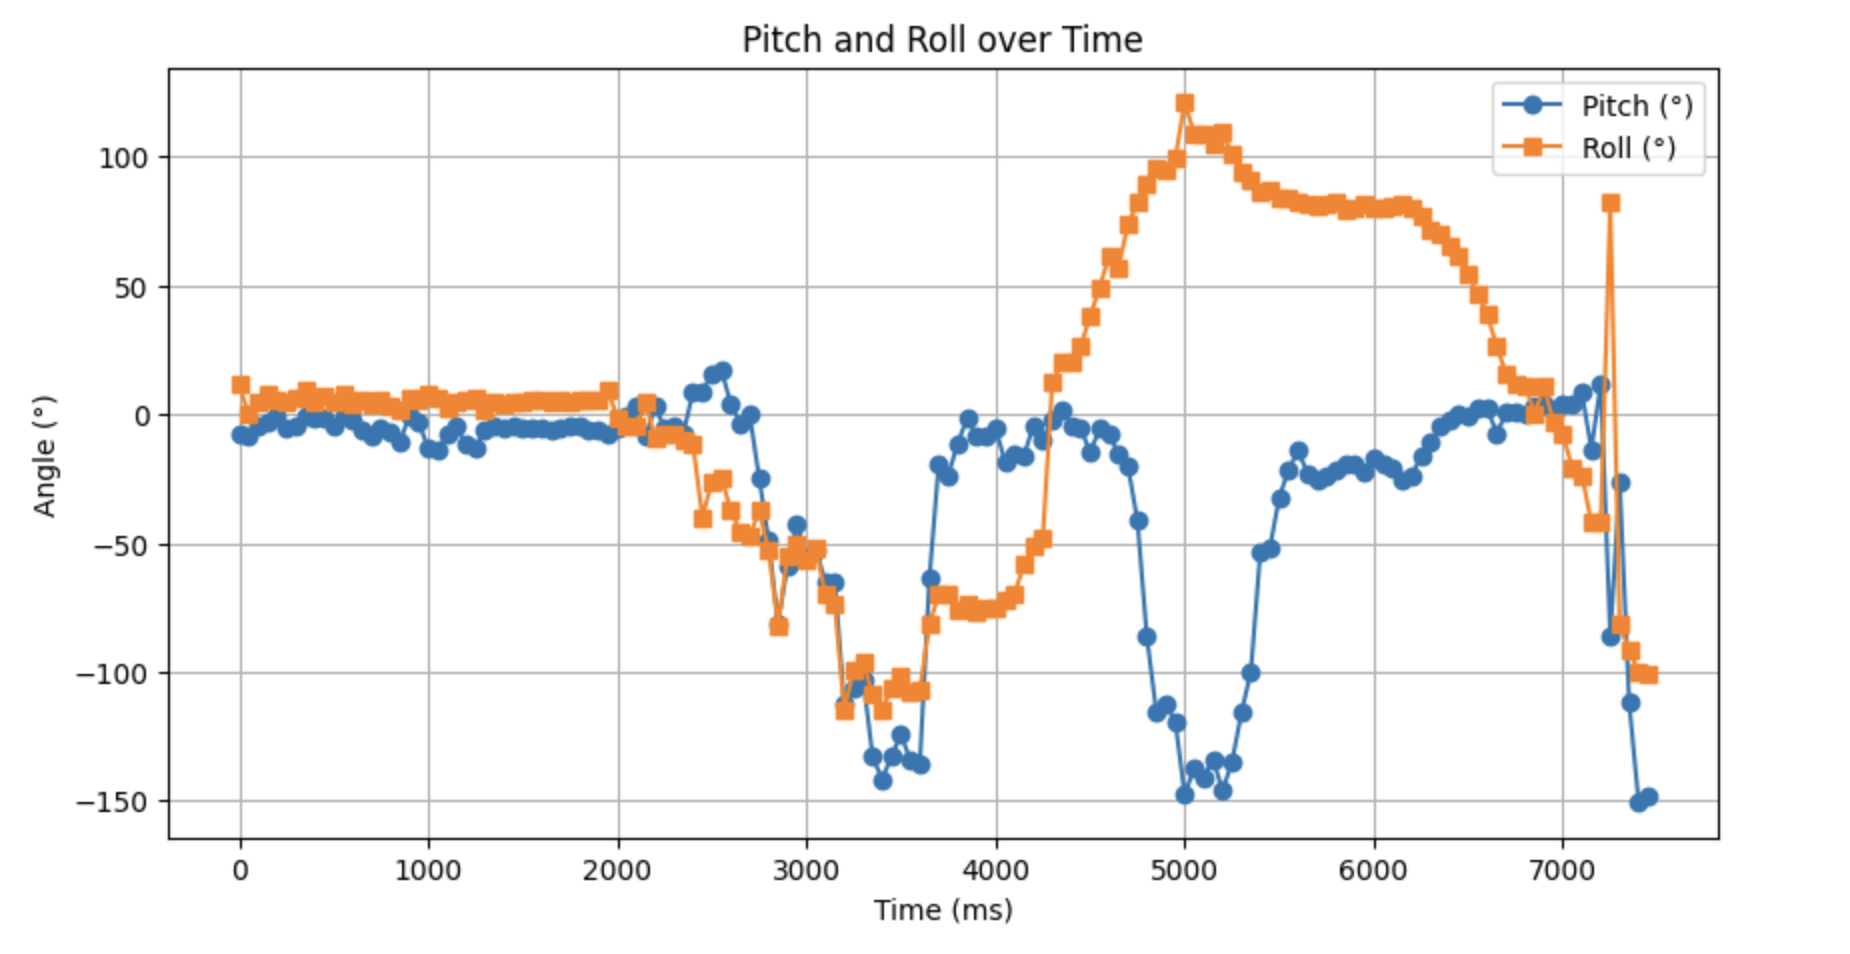 Pitch and Roll over Time
Pitch (°)
Roll (°)
100
50
0
−50
−100
−150
Angle (°)
0 1000 2000 3000 4000 5000 6000 7000
Time (ms)